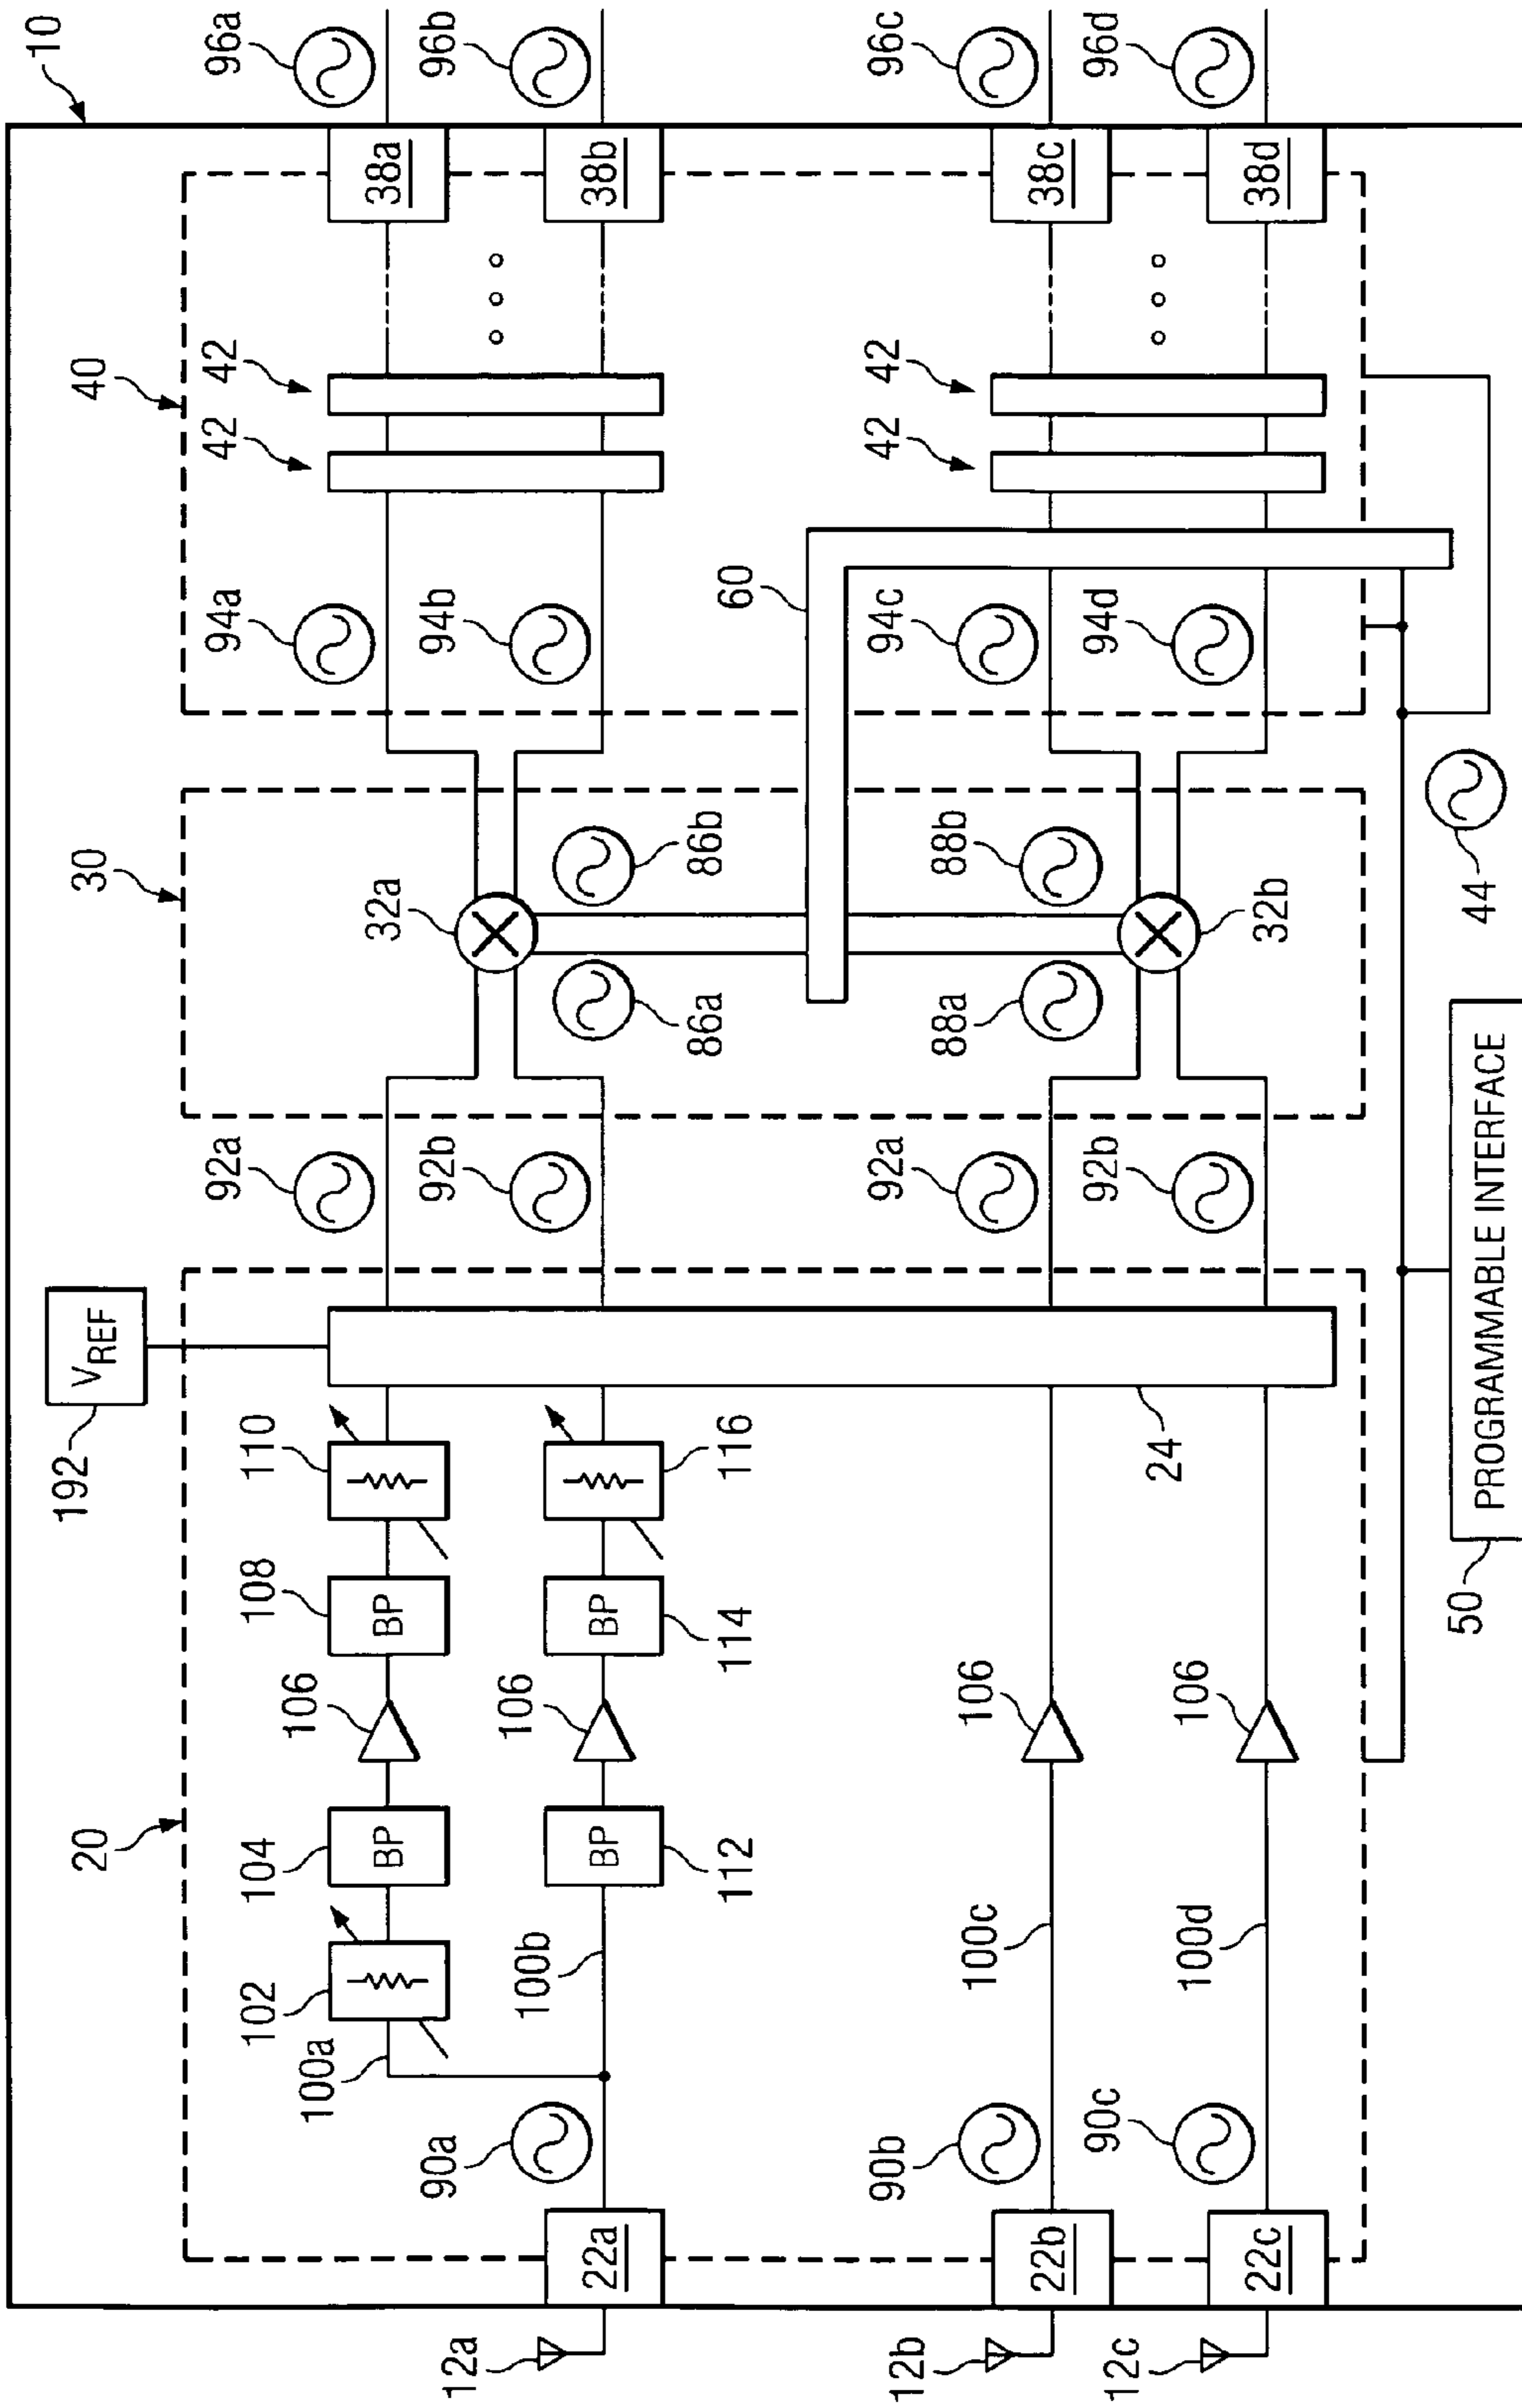 10
96a
96b
96c
96d
38a
38b
38c
38d
40
42
42
42
42
94a
94b
60
94c
94d
30
32a
86b
88b
32b
86a
88a
44
92a
92b
92a
92b
192
VREF
110
116
24
PROGRAMMABLE INTERFACE
50
108
BP
BP
114
106
106
106
106
20
104
BP
BP
112
102
100a
100b
100c
100d
90a
90b
90c
22a
22b
22c
12a
12b
12c